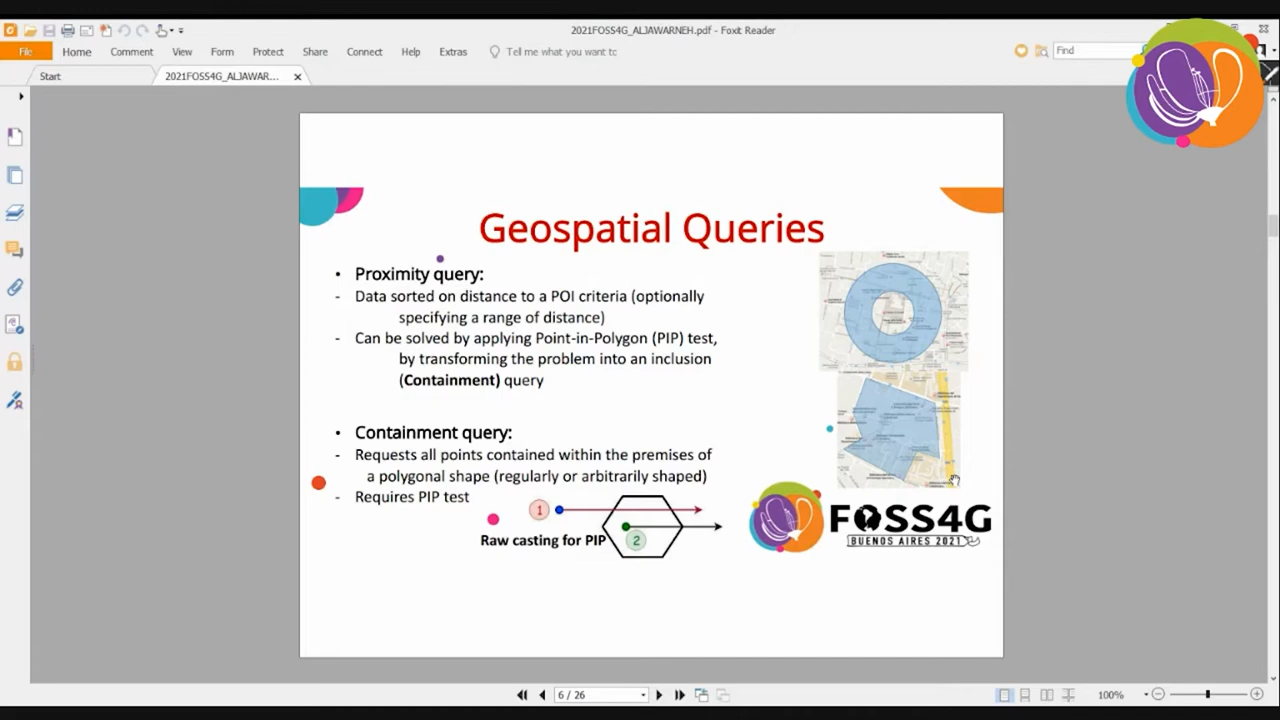 2021FOSS4G_ALJAWARNEH.pdf - Foxit Reader
File Home Comment View Form Protect Share Connect Help Extras Tell me what you want tc Find
Start 2021FOSS4G_ALJAWAR...
Geospatial Queries
• Proximity query:
- Data sorted on distance to a POI criteria (optionally
specifying a range of distance)
- Can be solved by applying Point-in-Polygon (PIP) test,
by transforming the problem into an inclusion
(Containment) query
• Containment query:
- Requests all points contained within the premises of
a polygonal shape (regularly or arbitrarily shaped)
- Requires PIP test
1
2
Raw casting for PIP
FOSS4G
BUENOS AIRES 2021
6 / 26
100%